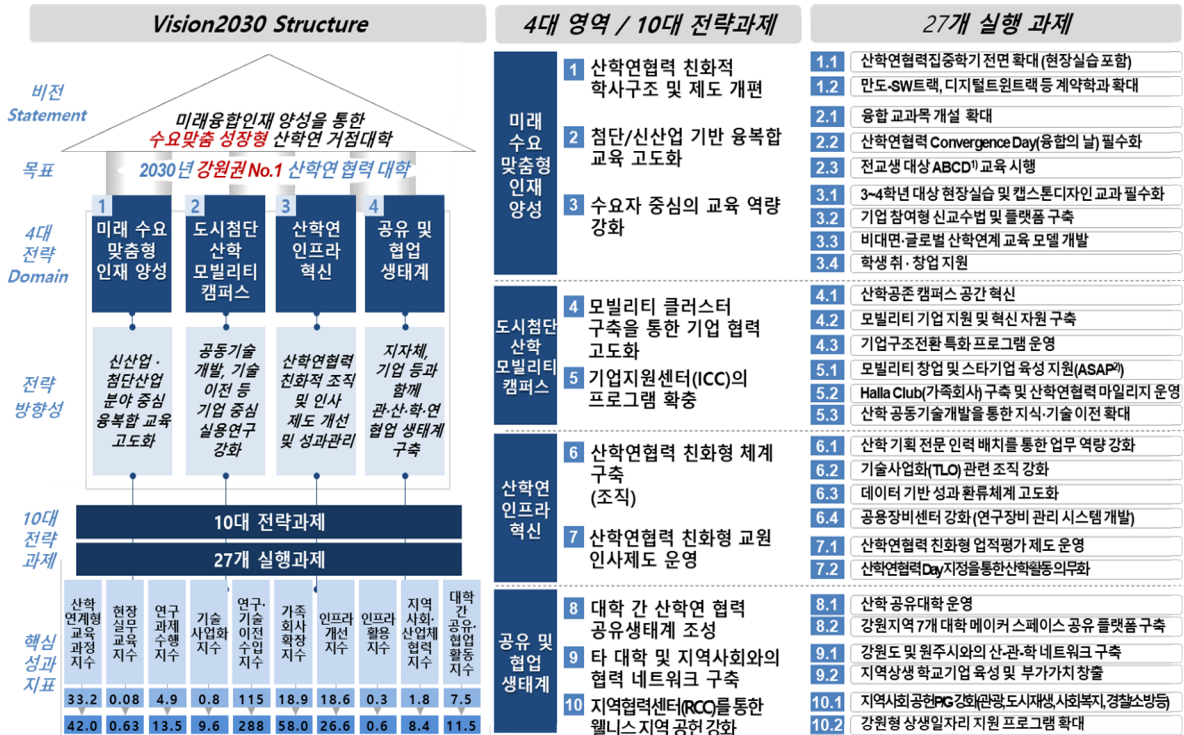 Vision2030 Structure
비전
Statement
미래융합인재 양성을 통한
수요맞춤 성장형 산학연 거점대학
목표
2030년 강원권 No.1 산학연 협력 대학
4대
전략
Domain
1
미래 수요
맞춤형
인재 양성
2
도시첨단
산학
모빌리티
캠퍼스
3
산학연
인프라
혁신
4
공유 및
협업
생태계
전략
방향성
신산업·
첨단산업
분야 중심
융복합 교육
고도화
공동기술
개발, 기술
이전 등
기업 중심
실용연구
강화
산학연협력
친화적 조직
및 인사
제도 개선
및 성과관리
지자체,
기업 등과
함께
관·산·학·연
협업 생태계
구축
10대
전략
과제
10대 전략과제
27개 실행과제
핵심
성과
지표
산학
연계형
교육
과정
지수
현장
실무
교육
지수
연구
과제
수행
지수
기술
사업화
지수
연구·
기술
이전
수입
지수
가족
회사
확장
지수
인프라
개선
지수
인프라
활용
지수
지역
사회·
산업체
협력
지수
대학
간
공유·
협업
활동
지수
33.2 0.08 4.9 0.8 115 18.9 18.6 0.3 1.8 7.5
42.0 0.63 13.5 9.6 288 58.0 26.6 0.6 8.4 11.5
4대 영역 / 10대 전략과제
미래
수요
맞춤형
인재
양성
1 산학연협력 친화적
학사구조 및 제도 개편
2 첨단/신산업 기반 융복합
교육 고도화
3 수요자 중심의 교육 역량
강화
도시첨단
산학
모빌리티
캠퍼스
4 모빌리티 클러스터
구축을 통한 기업 협력
고도화
5 기업지원센터(ICC)의
프로그램 확충
산학연
인프라
혁신
6 산학연협력 친화형 체계
구축
(조직)
7 산학연협력 친화형 교원
인사제도 운영
공유 및
협업
생태계
8 대학 간 산학연 협력
공유생태계 조성
9 타 대학 및 지역사회와의
협력 네트워크 구축
10 지역협력센터(RCC)를 통한
웰니스 지역 공헌 강화
27개 실행 과제
1.1 산학연협력집중학기 전면 확대 (현장실습 포함)
1.2 만도-SW트랙, 디지털트윈트랙 등 계약학과 확대
2.1 융합 교과목 개설 확대
2.2 산학연협력 Convergence Day(융합의 날) 필수화
2.3 전교생 대상 ABCD1) 교육 시행
3.1 3~4학년 대상 현장실습 및 캡스톤디자인 교과 필수화
3.2 기업 참여형 신교수법 및 플랫폼 구축
3.3 비대면·글로벌 산학연계 교육 모델 개발
3.4 학생 취·창업 지원
4.1 산학공존 캠퍼스 공간 혁신
4.2 모빌리티 기업 지원 및 혁신 자원 구축
4.3 기업구조전환 특화 프로그램 운영
5.1 모빌리티 창업 및 스타기업 육성 지원(ASAP2))
5.2 Halla Club(가족회사) 구축 및 산학연협력 마일리지 운영
5.3 산학 공동기술개발을 통한 지식·기술 이전 확대
6.1 산학 기획 전문 인력 배치를 통한 업무 역량 강화
6.2 기술사업화(TLO) 관련 조직 강화
6.3 데이터 기반 성과 환류체계 고도화
6.4 공용장비센터 강화 (연구장비 관리 시스템 개발)
7.1 산학연협력 친화형 업적평가 제도 운영
7.2 산학연협력 Day 지정을 통한 산학활동 의무화
8.1 산학 공유대학 운영
8.2 강원지역 7개 대학 메이커 스페이스 공유 플랫폼 구축
9.1 강원도 및 원주시와의 산-관-학 네트워크 구축
9.2 지역상생 학교기업 육성 및 부가가치 창출
10.1 지역사회 공헌 PIG 강화(관광, 도시재생, 사회복지, 경찰/소방 등)
10.2 강원형 상생일자리 지원 프로그램 확대